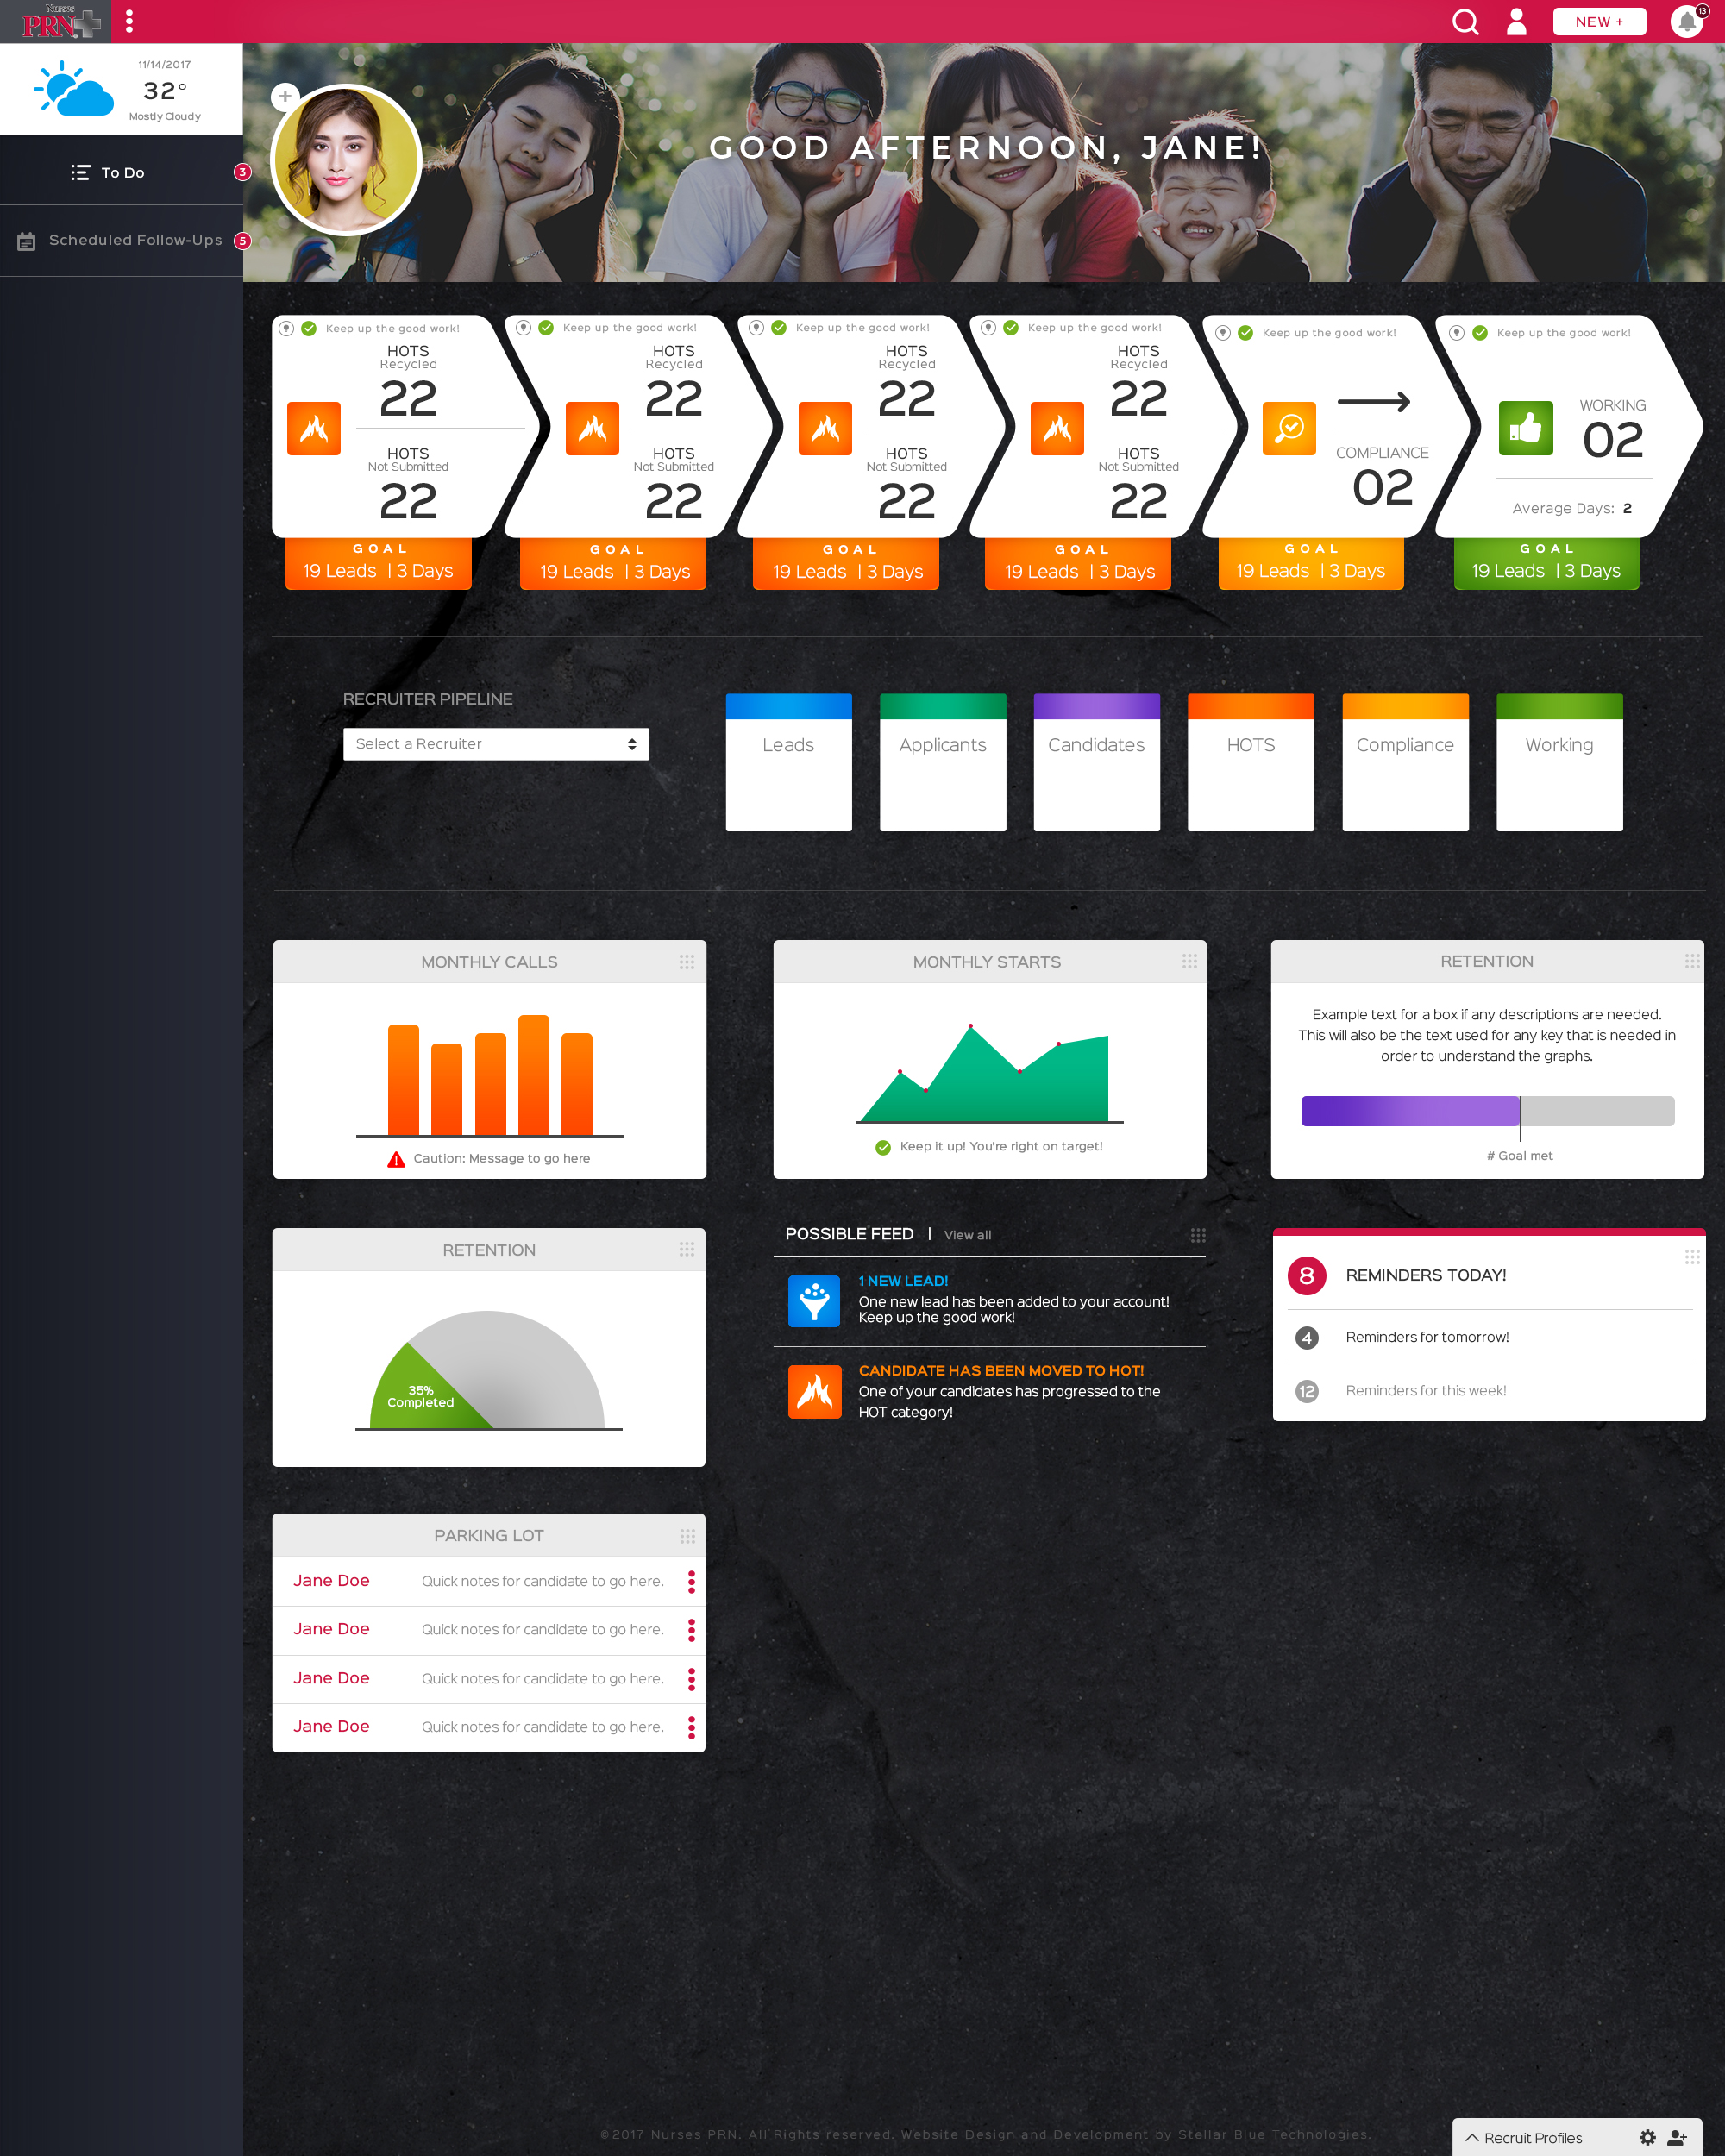 Nurses
PRN
NEW +
13
11/14/2017
32°
Mostly Cloudy
To Do
3
Scheduled Follow-Ups
5
GOOD AFTERNOON, JANE!
Keep up the good work!
HOTS
Recycled
22
HOTS
Not Submitted
22
GOAL
19 Leads | 3 Days
Keep up the good work!
HOTS
Recycled
22
HOTS
Not Submitted
22
GOAL
19 Leads | 3 Days
Keep up the good work!
HOTS
Recycled
22
HOTS
Not Submitted
22
GOAL
19 Leads | 3 Days
Keep up the good work!
HOTS
Recycled
22
HOTS
Not Submitted
22
GOAL
19 Leads | 3 Days
Keep up the good work!
COMPLIANCE
02
GOAL
19 Leads | 3 Days
Keep up the good work!
WORKING
02
Average Days: 2
GOAL
19 Leads | 3 Days
RECRUITER PIPELINE
Select a Recruiter
Leads
Applicants
Candidates
HOTS
Compliance
Working
MONTHLY CALLS
Caution: Message to go here
MONTHLY STARTS
Keep it up! You're right on target!
RETENTION
Example text for a box if any descriptions are needed.
This will also be the text used for any key that is needed in
order to understand the graphs.
# Goal met
RETENTION
35%
Completed
POSSIBLE FEED | View all
1 NEW LEAD!
One new lead has been added to your account!
Keep up the good work!
CANDIDATE HAS BEEN MOVED TO HOT!
One of your candidates has progressed to the
HOT category!
8 REMINDERS TODAY!
4 Reminders for tomorrow!
12 Reminders for this week!
PARKING LOT
Jane Doe Quick notes for candidate to go here.
Jane Doe Quick notes for candidate to go here.
Jane Doe Quick notes for candidate to go here.
Jane Doe Quick notes for candidate to go here.
©2017 Nurses PRN. All Rights reserved. Website Design and Development by Stellar Blue Technologies.
Recruit Profiles